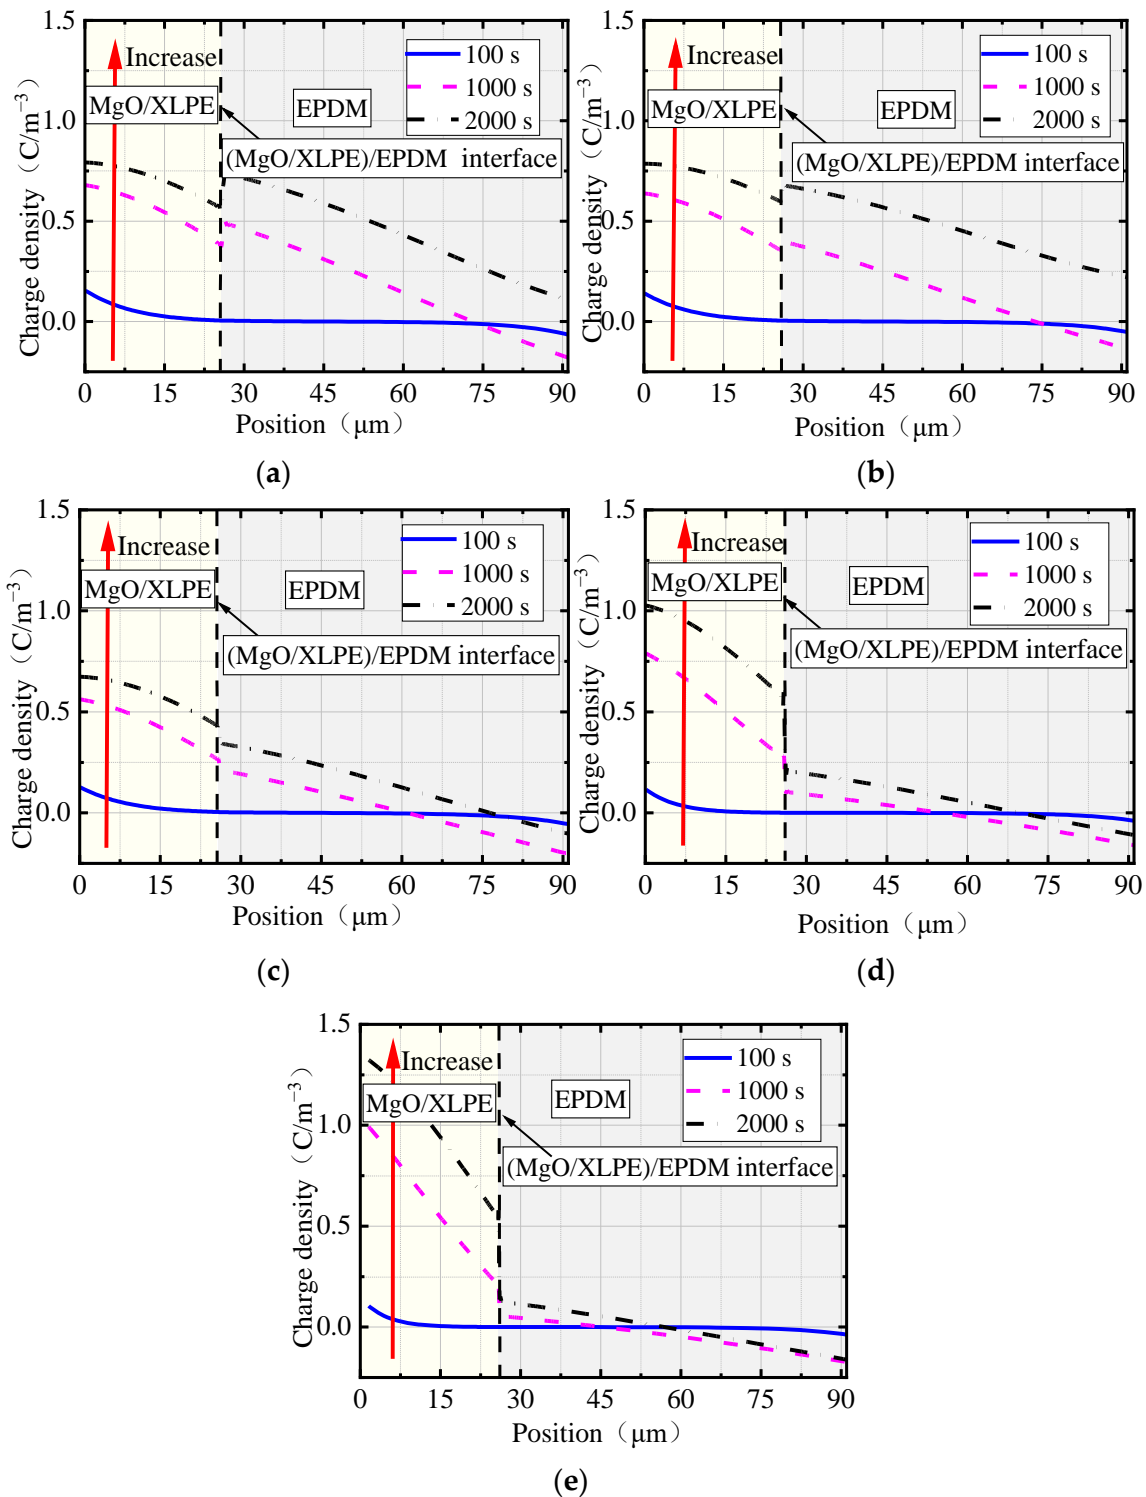 1.5
Increase
100 s
1000 s
2000 s
MgO/XLPE
EPDM
(MgO/XLPE)/EPDM interface
1.0
0.5
0.0
Charge density（C/m⁻³）
0 15 30 45 60 75 90
Position（μm）
(a)
1.5
Increase
100 s
1000 s
2000 s
MgO/XLPE
EPDM
(MgO/XLPE)/EPDM interface
1.0
0.5
0.0
Charge density（C/m⁻³）
0 15 30 45 60 75 90
Position（μm）
(b)
1.5
Increase
100 s
1000 s
2000 s
MgO/XLPE
EPDM
(MgO/XLPE)/EPDM interface
1.0
0.5
0.0
Charge density（C/m⁻³）
0 15 30 45 60 75 90
Position（μm）
(c)
1.5
Increase
100 s
1000 s
2000 s
MgO/XLPE
EPDM
(MgO/XLPE)/EPDM interface
1.0
0.5
0.0
Charge density（C/m⁻³）
0 15 30 45 60 75 90
Position（μm）
(d)
1.5
Increase
100 s
1000 s
2000 s
MgO/XLPE
EPDM
(MgO/XLPE)/EPDM interface
1.0
0.5
0.0
Charge density（C/m⁻³）
0 15 30 45 60 75 90
Position（μm）
(e)